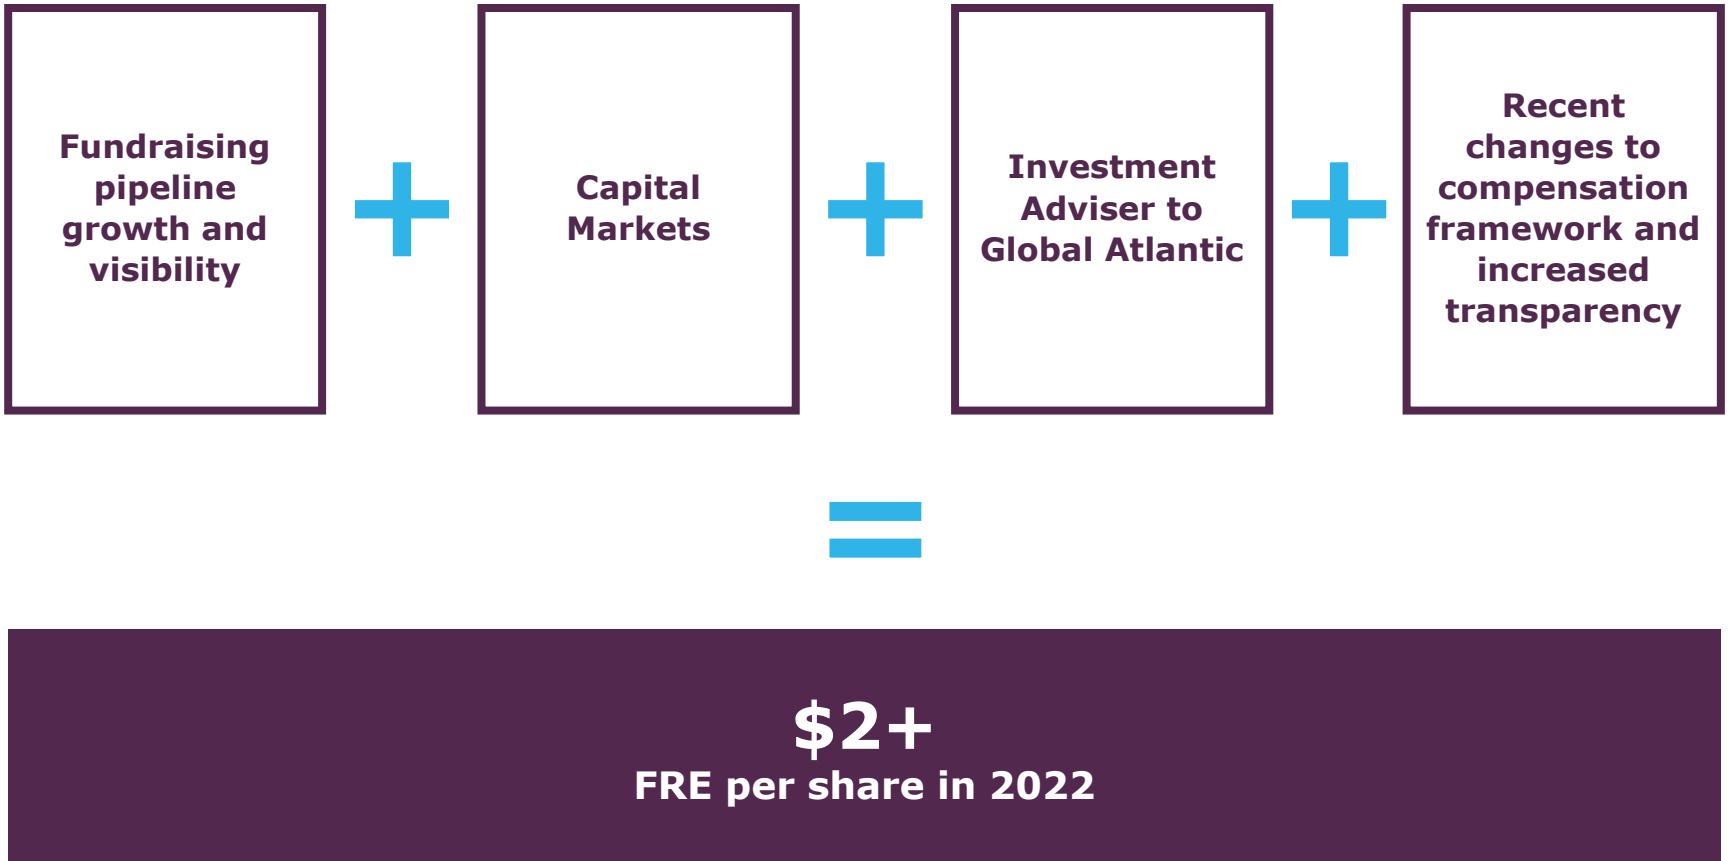 Fundraising
pipeline
growth and
visibility
+
Capital
Markets
+
Investment
Adviser to
Global Atlantic
+
Recent
changes to
compensation
framework and
increased
transparency
=
$2+
FRE per share in 2022